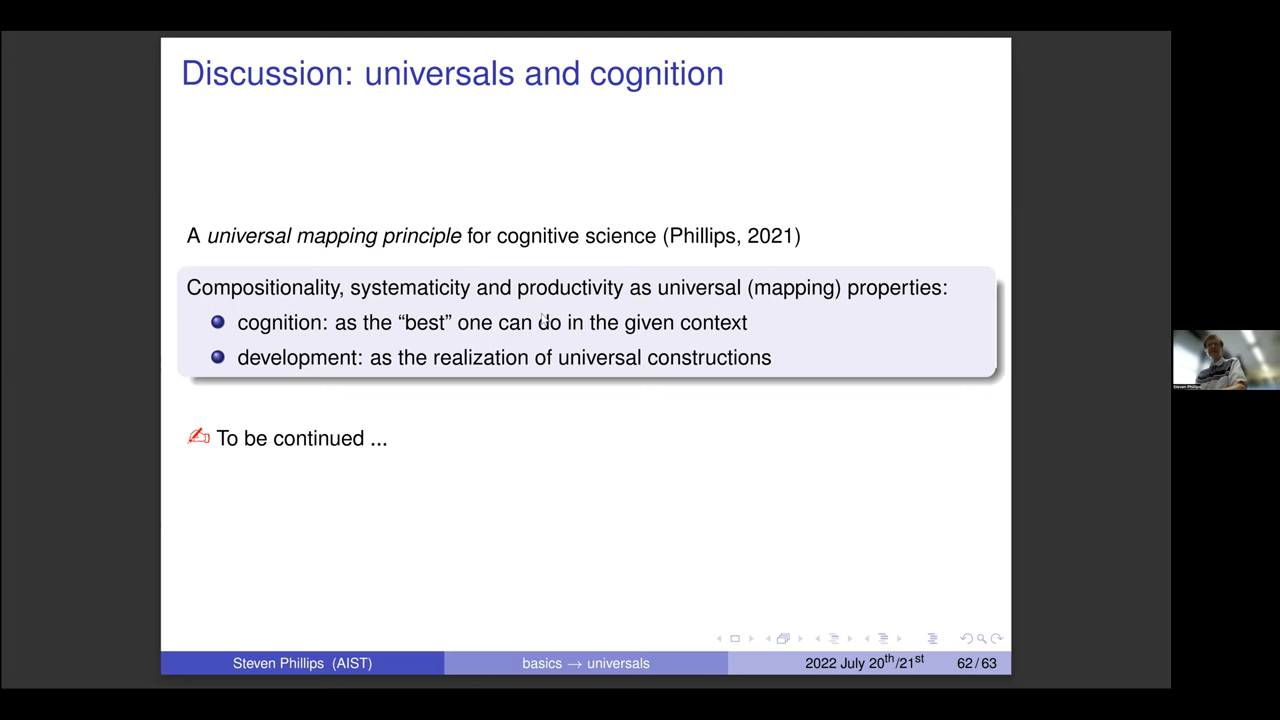 Discussion: universals and cognition
A universal mapping principle for cognitive science (Phillips, 2021)
Compositionality, systematicity and productivity as universal (mapping) properties:
cognition: as the “best” one can do in the given context
development: as the realization of universal constructions
To be continued ...
Steven Phillips (AIST)
basics → universals
2022 July 20th/21st
62 / 63
Steven Phillips